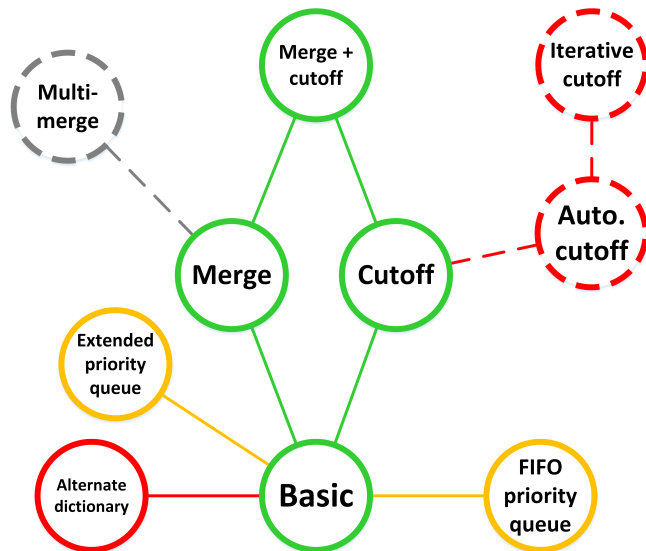 Merge +
cutoff
Iterative
cutoff
Multi-
merge
Auto.
cutoff
Merge
Cutoff
Extended
priority
queue
Alternate
dictionary
Basic
FIFO
priority
queue